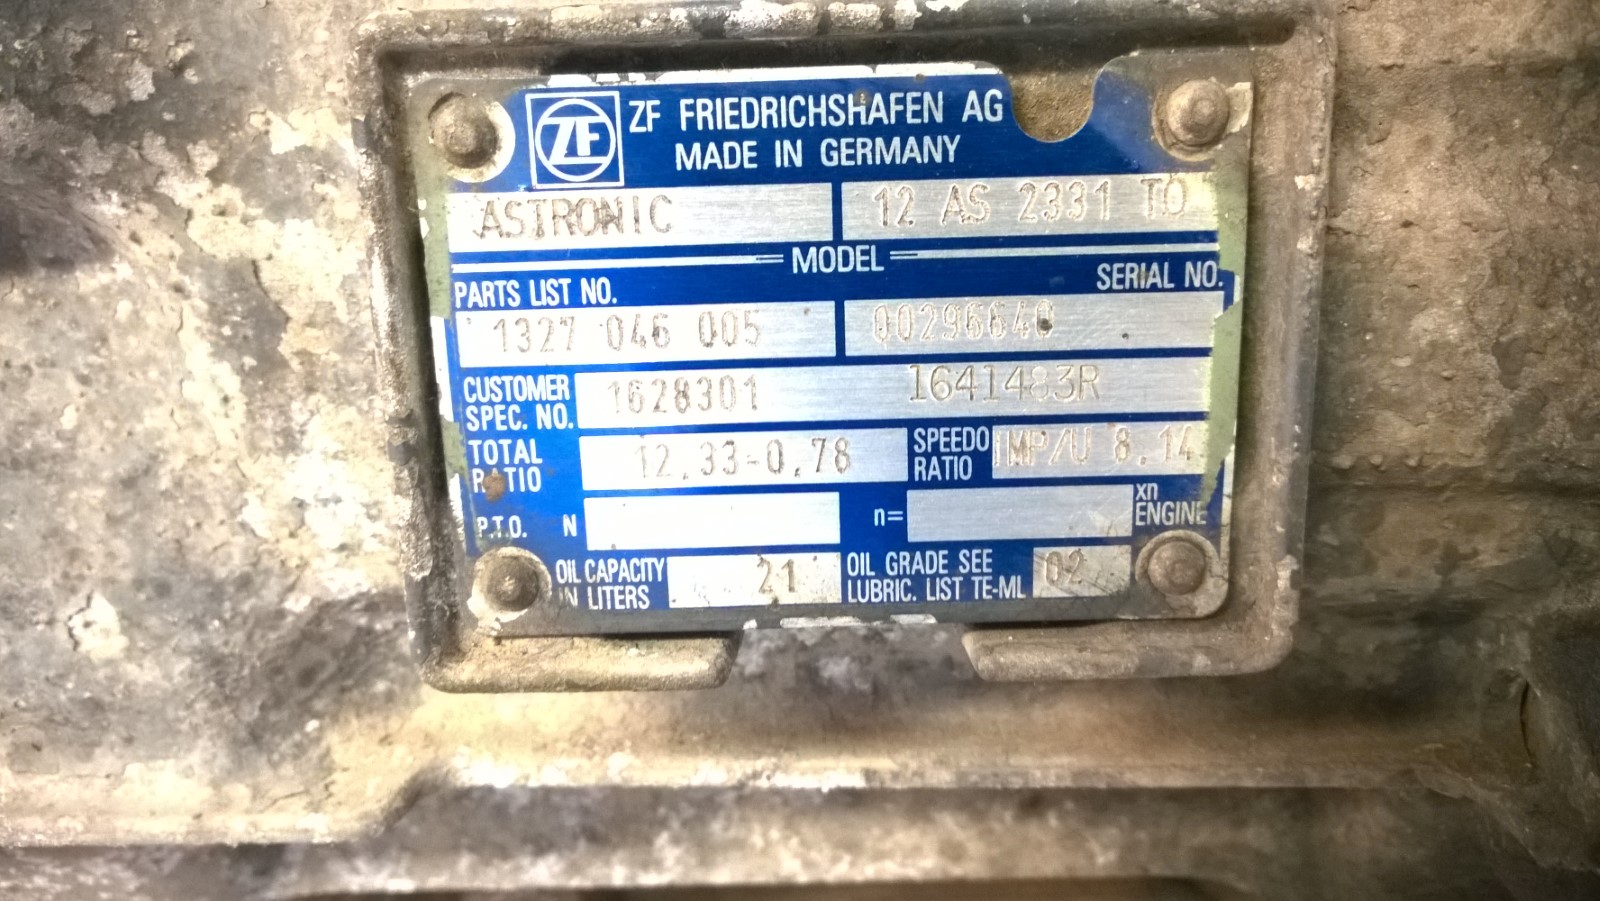 ZF ZF FRIEDRICHSHAFEN AG
MADE IN GERMANY
ASTRONIC 12 AS 2331 TO
MODEL
PARTS LIST NO. SERIAL NO.
1327 046 005 00296640
CUSTOMER SPEC. NO. 1628301 1641483R
TOTAL RATIO 12,33-0,78 SPEEDO RATIO IMP/U 8.14
P.T.O. N n= xn ENGINE
OIL CAPACITY IN LITERS 21 OIL GRADE SEE LUBRIC. LIST TE-ML 02